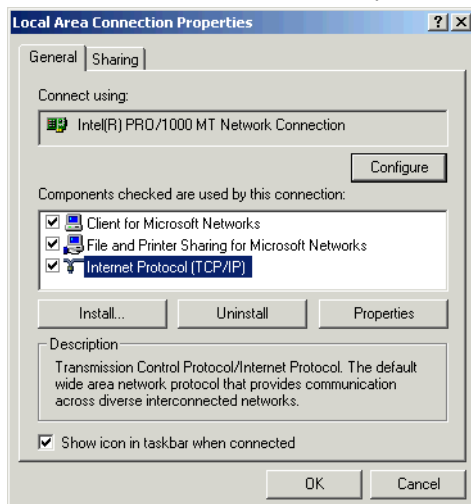 Local Area Connection Properties
General Sharing
Connect using:
Intel(R) PRO/1000 MT Network Connection
Configure
Components checked are used by this connection:
Client for Microsoft Networks
File and Printer Sharing for Microsoft Networks
Internet Protocol (TCP/IP)
Install... Uninstall Properties
Description
Transmission Control Protocol/Internet Protocol. The default
wide area network protocol that provides communication
across diverse interconnected networks.
Show icon in taskbar when connected
OK Cancel